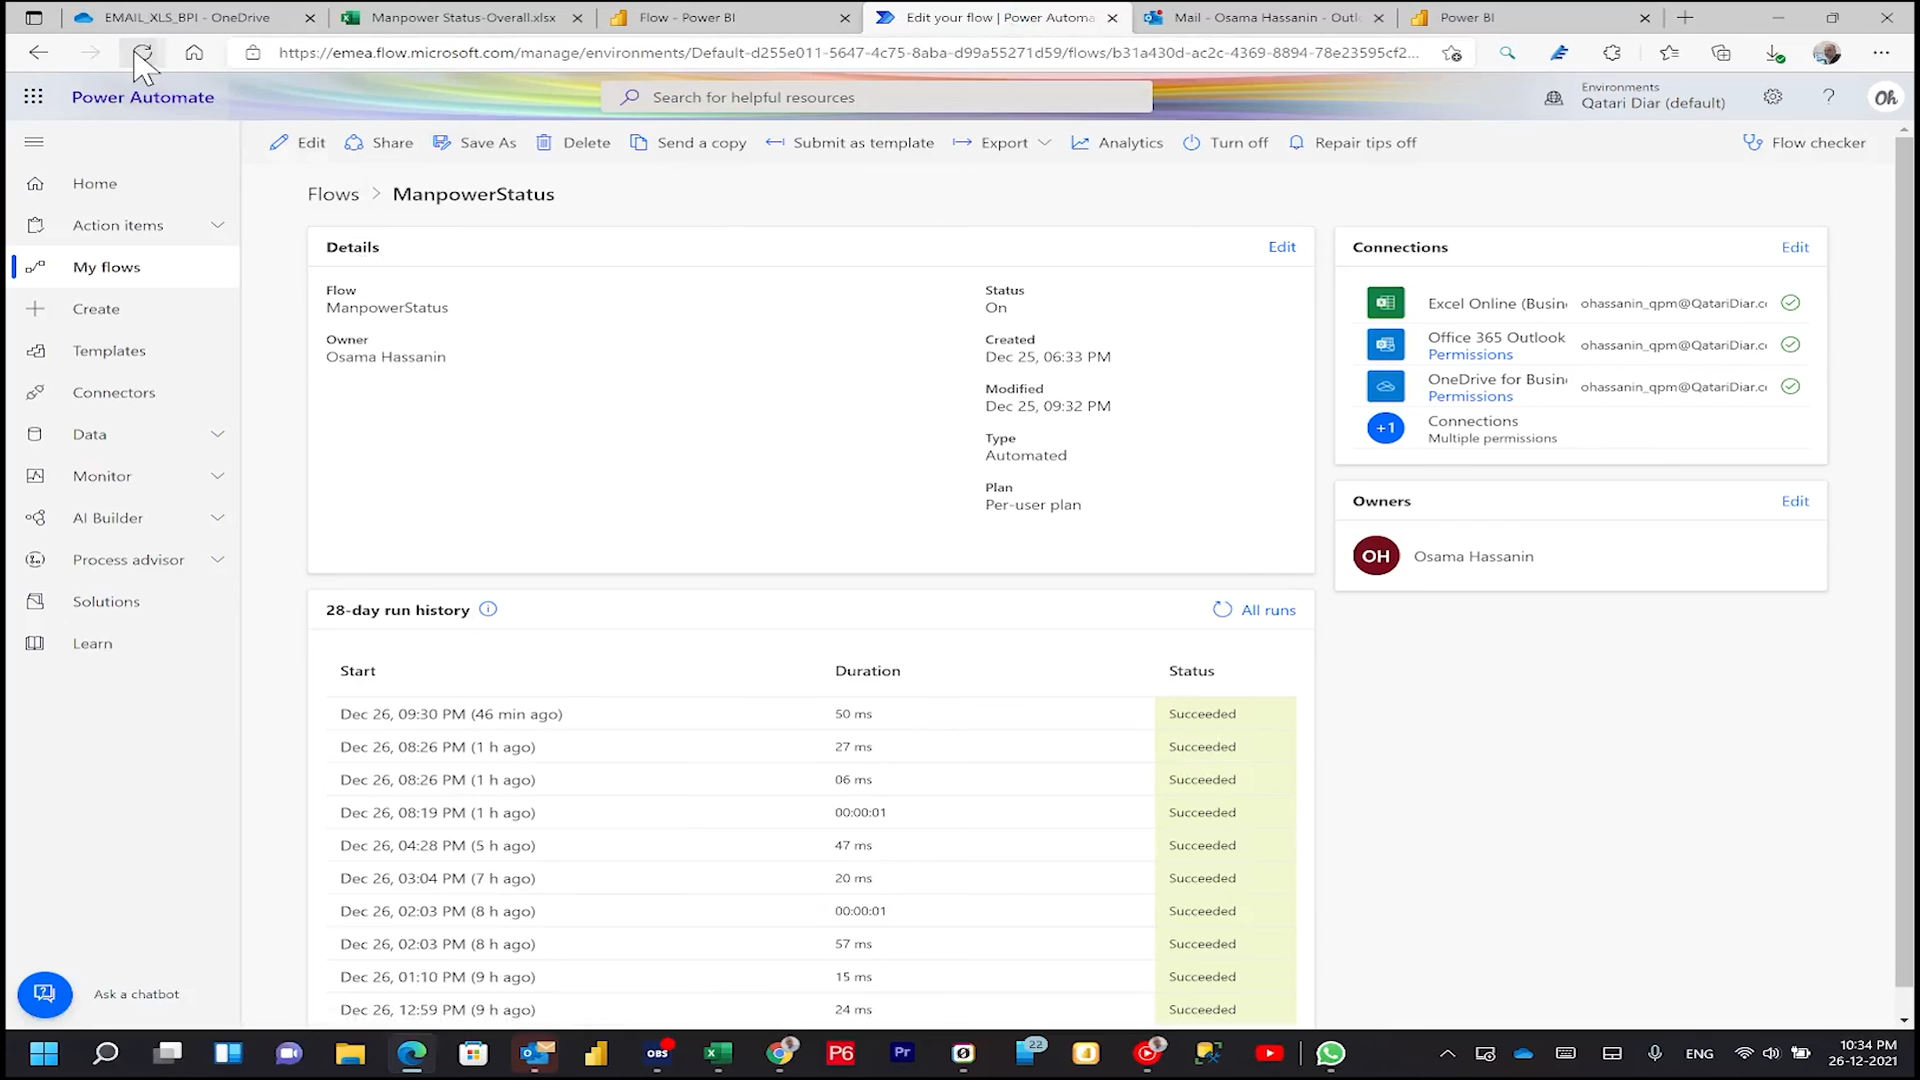 EMAIL_XLS_BPI - OneDrive
Manpower Status-Overall.xlsx
Flow - Power BI
Edit your flow | Power Automa
Mail - Osama Hassanin - Outl
Power BI
https://emea.flow.microsoft.com/manage/environments/Default-d255e011-5647-4c75-8aba-d99a55271d59/flows/b31a430d-ac2c-4369-8894-78e23595cf2...
Power Automate
Search for helpful resources
Environments
Qatari Diar (default)
?
Oh
Edit
Share
Save As
Delete
Send a copy
Submit as template
Export
Analytics
Turn off
Repair tips off
Flow checker
Home
Action items
My flows
Create
Templates
Connectors
Data
Monitor
AI Builder
Process advisor
Solutions
Learn
Ask a chatbot
Flows > ManpowerStatus
Details
Edit
Flow
ManpowerStatus
Owner
Osama Hassanin
Status
On
Created
Dec 25, 06:33 PM
Modified
Dec 25, 09:32 PM
Type
Automated
Plan
Per-user plan
Connections
Edit
Excel Online (Busin
ohassanin_qpm@QatariDiar.c
Office 365 Outlook
Permissions
ohassanin_qpm@QatariDiar.c
OneDrive for Busin
Permissions
ohassanin_qpm@QatariDiar.c
+1
Connections
Multiple permissions
Owners
Edit
OH
Osama Hassanin
28-day run history
All runs
Start Duration Status
Dec 26, 09:30 PM (46 min ago) 50 ms Succeeded
Dec 26, 08:26 PM (1 h ago) 27 ms Succeeded
Dec 26, 08:26 PM (1 h ago) 06 ms Succeeded
Dec 26, 08:19 PM (1 h ago) 00:00:01 Succeeded
Dec 26, 04:28 PM (5 h ago) 47 ms Succeeded
Dec 26, 03:04 PM (7 h ago) 20 ms Succeeded
Dec 26, 02:03 PM (8 h ago) 00:00:01 Succeeded
Dec 26, 02:03 PM (8 h ago) 57 ms Succeeded
Dec 26, 01:10 PM (9 h ago) 15 ms Succeeded
Dec 26, 12:59 PM (9 h ago) 24 ms Succeeded
OBS
P6
Pr
22
ENG
10:34 PM
26-12-2021